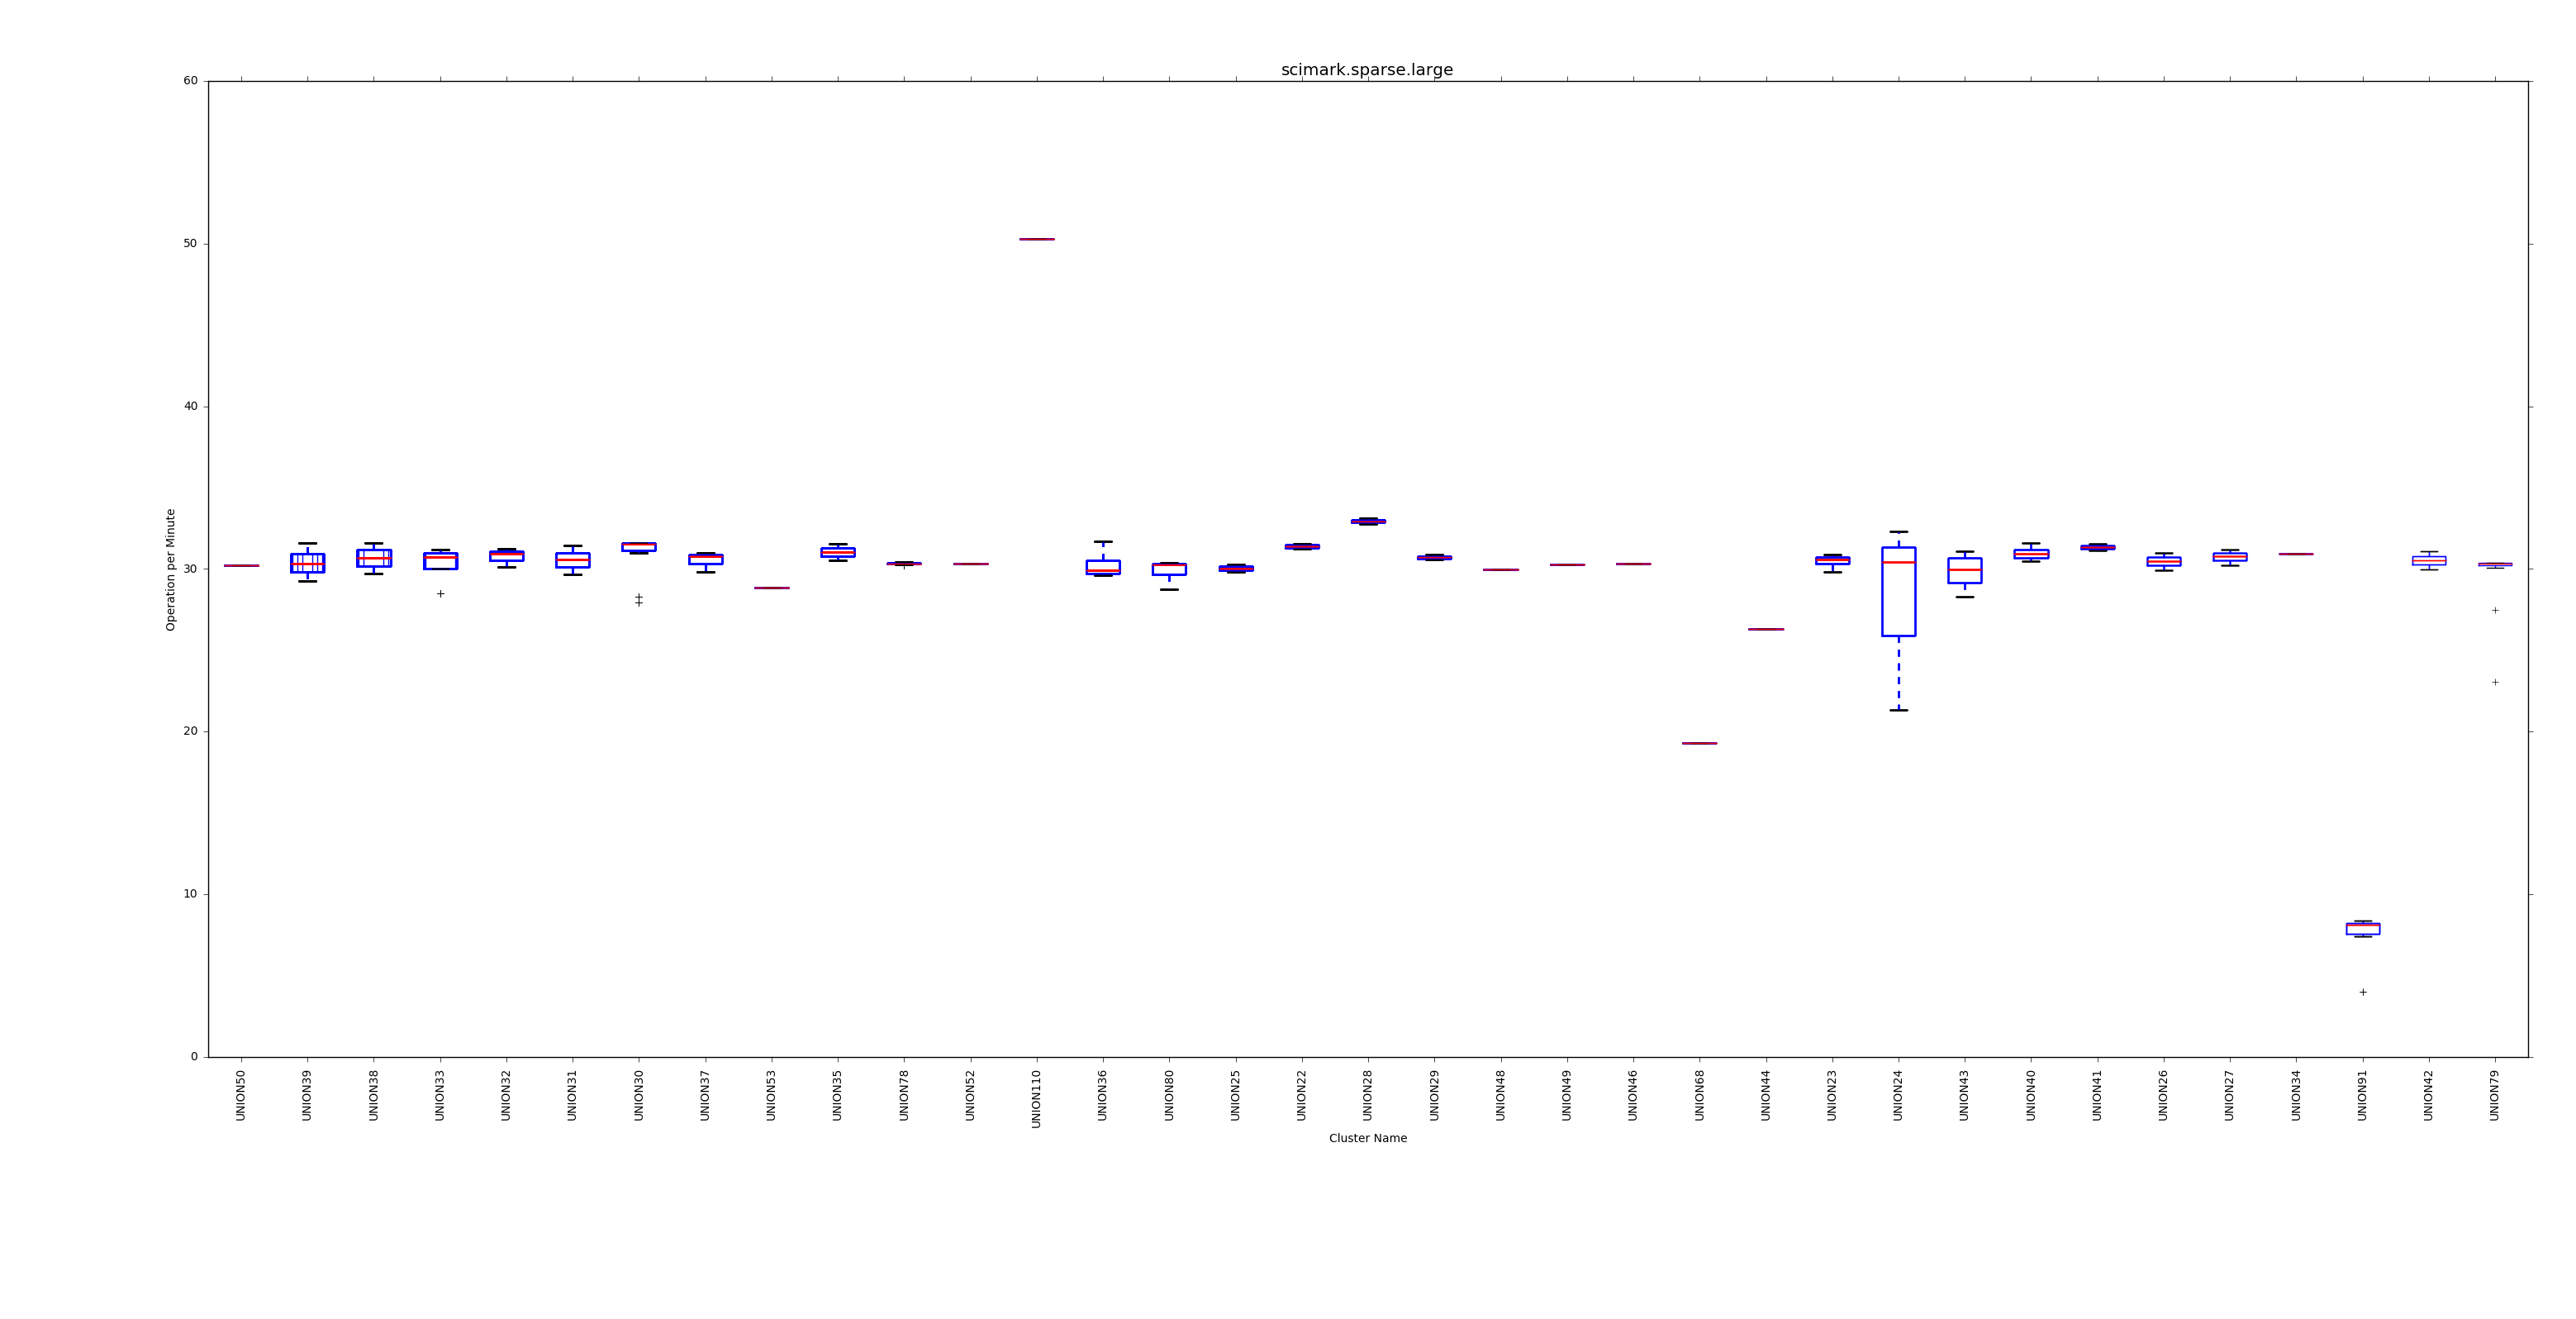 scimark.sparse.large
60
50
40
30
20
10
0
Operation per Minute
UNION50
UNION39
UNION38
UNION33
UNION32
UNION31
UNION30
UNION37
UNION53
UNION35
UNION78
UNION52
UNION110
UNION36
UNION80
UNION25
UNION22
UNION28
UNION29
UNION48
UNION49
UNION46
UNION68
UNION44
UNION23
UNION24
UNION43
UNION40
UNION41
UNION26
UNION27
UNION34
UNION91
UNION42
UNION79
Cluster Name